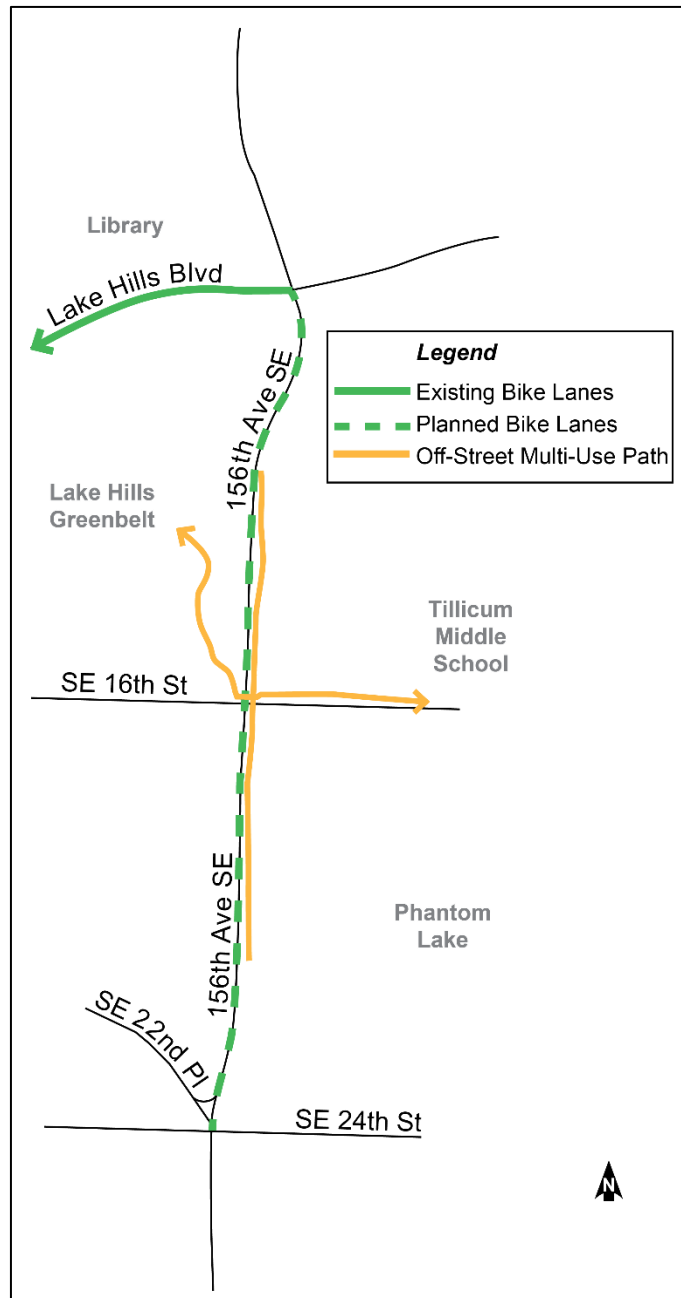 Library
Lake Hills Blvd
Legend
Existing Bike Lanes
Planned Bike Lanes
Off-Street Multi-Use Path
156th Ave SE
Lake Hills
Greenbelt
Tillicum
Middle
School
SE 16th St
156th Ave SE
Phantom
Lake
SE 22nd Pl
SE 24th St
N